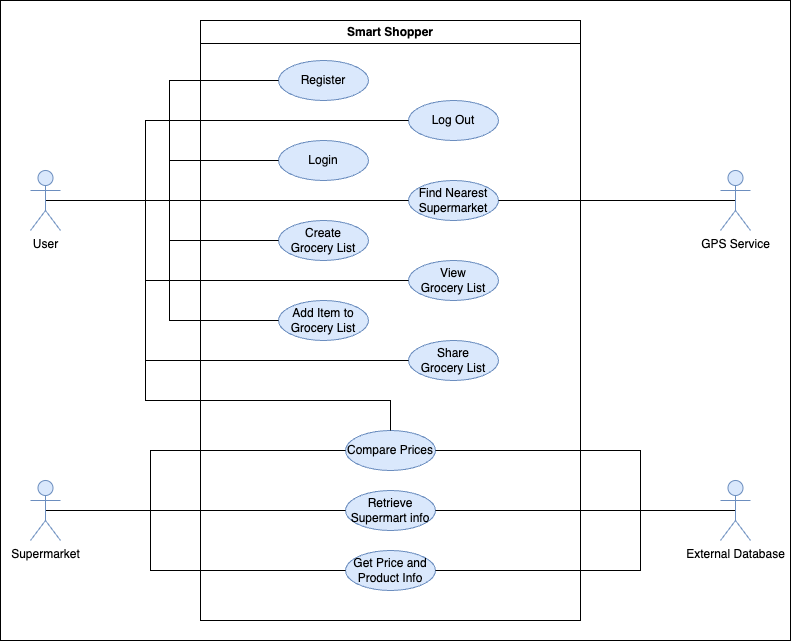 Smart Shopper
Register
Log Out
Login
Find Nearest
Supermarket
User
GPS Service
Create
Grocery List
View
Grocery List
Add Item to
Grocery List
Share
Grocery List
Compare Prices
Retrieve
Supermart info
Supermarket
External Database
Get Price and
Product Info